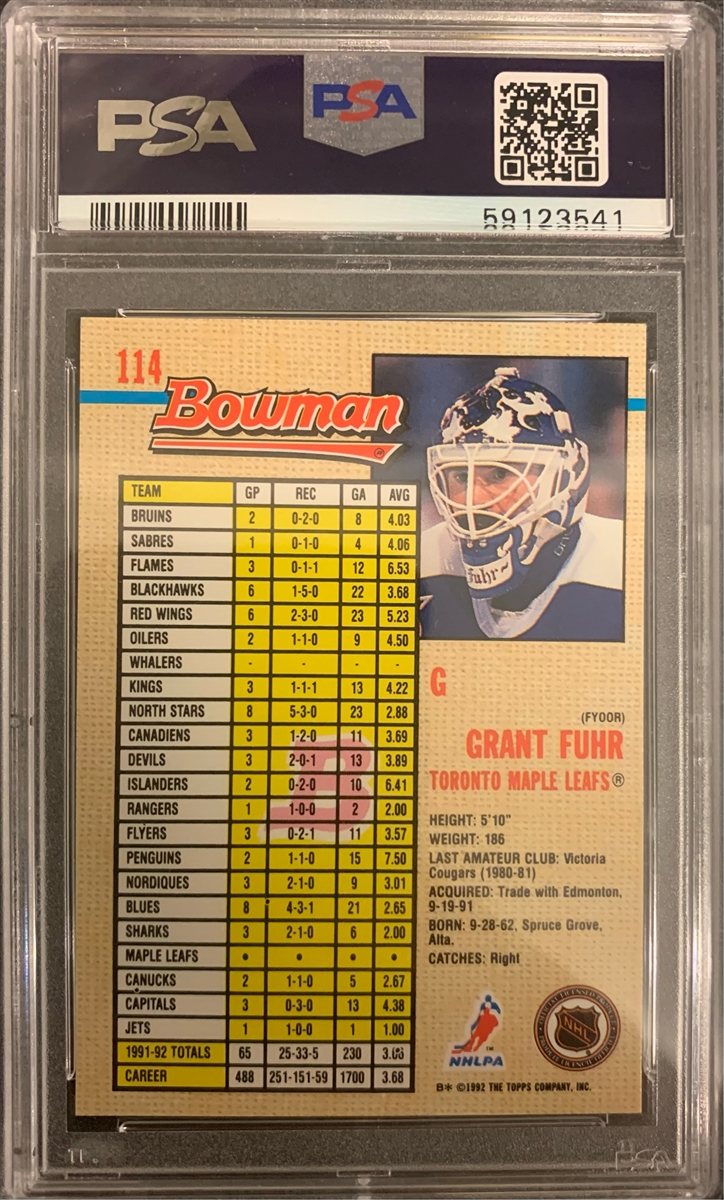 PSA
PSA
59123541
114
Bowman
®
TEAM GP REC GA AVG
BRUINS 2 0-2-0 8 4.03
SABRES 1 0-1-0 4 4.06
FLAMES 3 0-1-1 12 6.53
BLACKHAWKS 6 1-5-0 22 3.68
RED WINGS 6 2-3-0 23 5.23
OILERS 2 1-1-0 9 4.50
WHALERS - - - -
KINGS 3 1-1-1 13 4.22
NORTH STARS 8 5-3-0 23 2.88
CANADIENS 3 1-2-0 11 3.69
DEVILS 3 2-0-1 13 3.89
ISLANDERS 2 0-2-0 10 6.41
RANGERS 1 1-0-0 2 2.00
FLYERS 3 0-2-1 11 3.57
PENGUINS 2 1-1-0 15 7.50
NORDIQUES 3 2-1-0 9 3.01
BLUES 8 4-3-1 21 2.65
SHARKS 3 2-1-0 6 2.00
MAPLE LEAFS • • • •
CANUCKS 2 1-1-0 5 2.67
CAPITALS 3 0-3-0 13 4.38
JETS 1 1-0-0 1 1.00
1991-92 TOTALS 65 25-33-5 230
CAREER 488 251-151-59 1700 3.68
B
Fuhr
G
(FYOOR)
GRANT FUHR
TORONTO MAPLE LEAFS®
HEIGHT: 5'10"
WEIGHT: 186
LAST AMATEUR CLUB: Victoria
Cougars (1980-81)
ACQUIRED: Trade with Edmonton,
9-19-91
BORN: 9-28-62, Spruce Grove,
Alta.
CATCHES: Right
TM
NHLPA
NHL
B* ©1992 THE TOPPS COMPANY, INC.
PSA